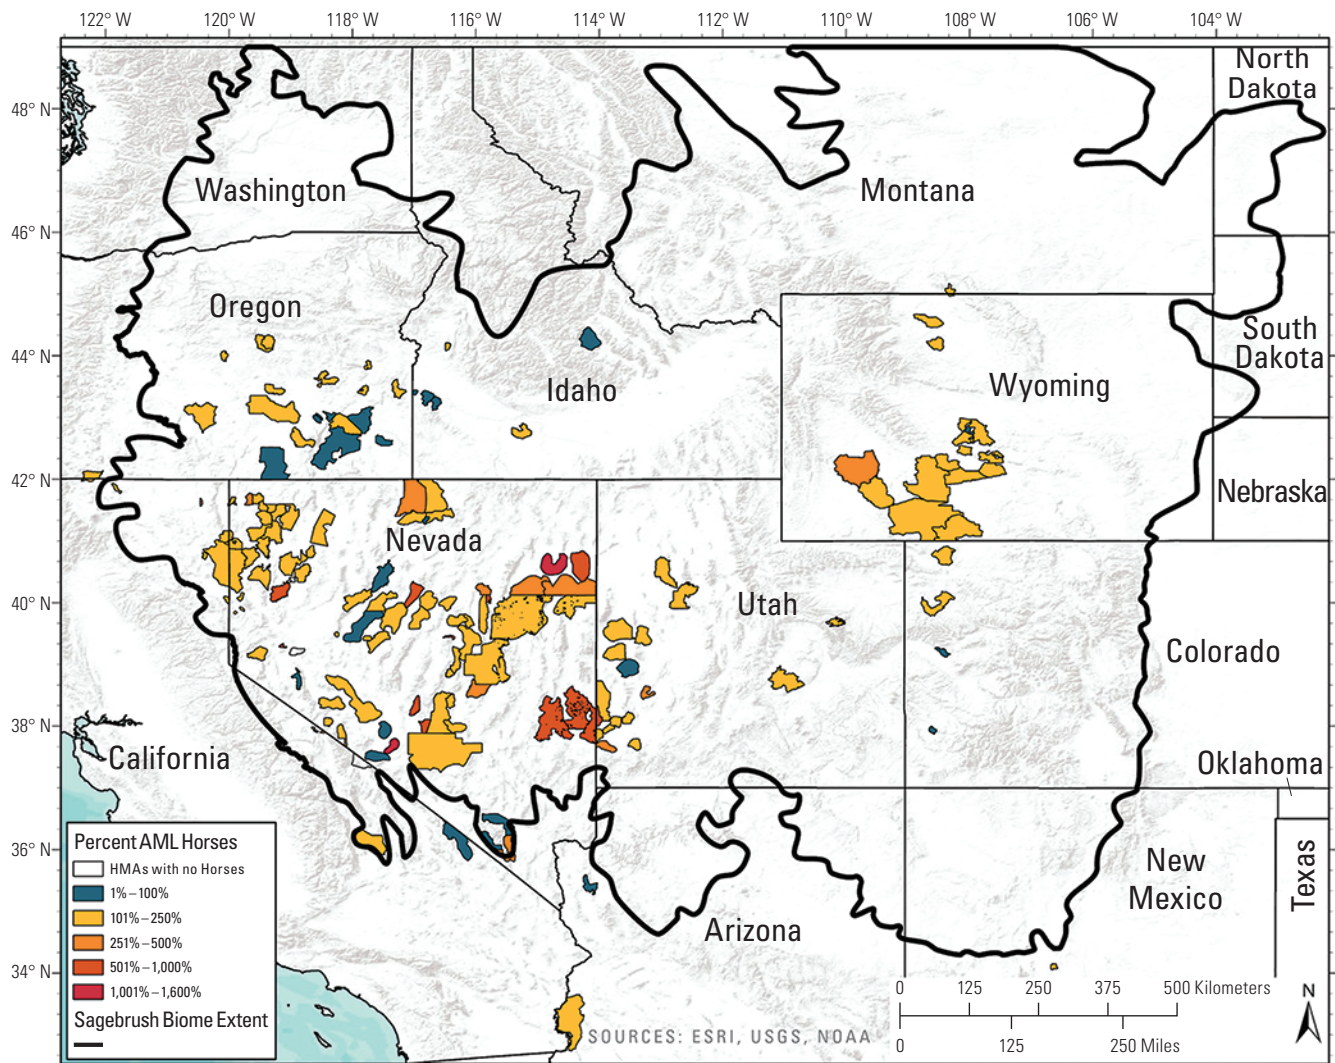 122° W 120° W 118° W 116° W 114° W 112° W 110° W 108° W 106° W 104° W
48° N
46° N
44° N
42° N
40° N
38° N
36° N
34° N
North
Dakota
Washington
Montana
Oregon
South
Dakota
Idaho
Wyoming
Nebraska
Nevada
Utah
Colorado
California
Oklahoma
New
Mexico
Texas
Arizona
Percent AML Horses
HMAs with no Horses
1%–100%
101%–250%
251%–500%
501%–1,000%
1,001%–1,600%
Sagebrush Biome Extent
SOURCES: ESRI, USGS, NOAA
0 125 250 375 500 Kilometers
0 125 250 Miles
N